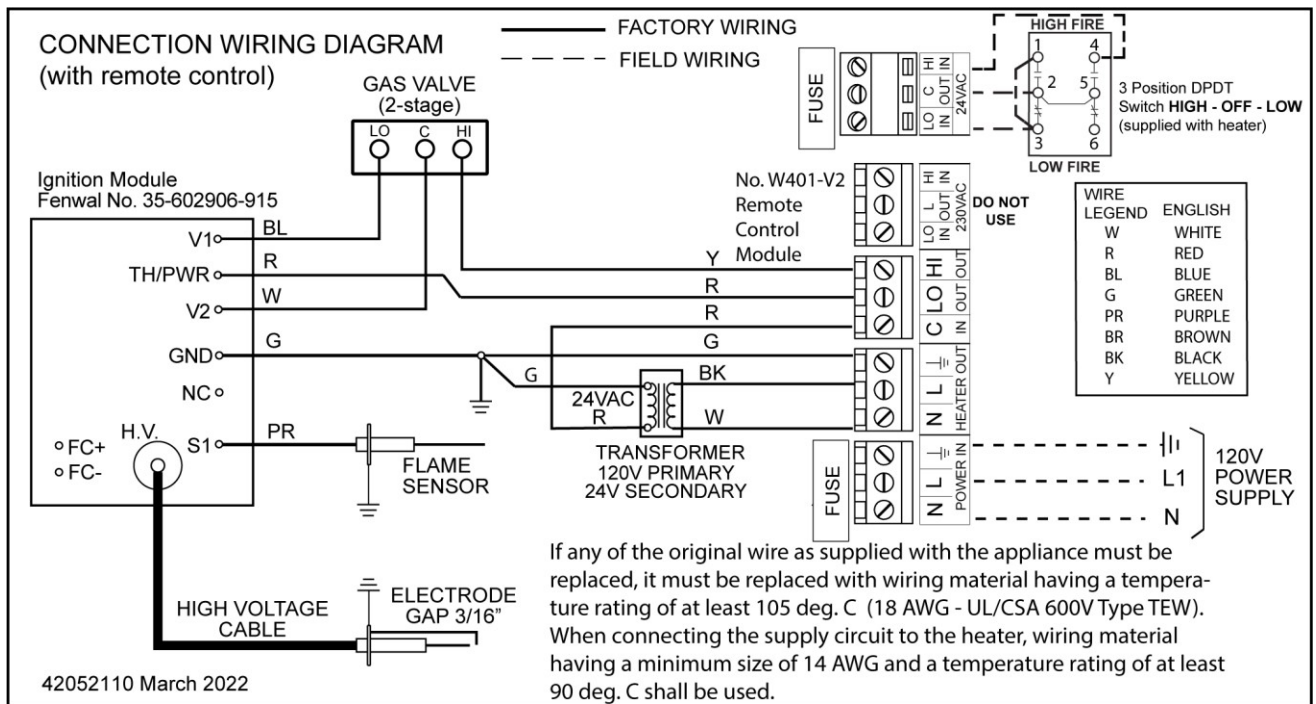 CONNECTION WIRING DIAGRAM
(with remote control)
FACTORY WIRING
FIELD WIRING
GAS VALVE
(2-stage)
LO C HI
Ignition Module
Fenwal No. 35-602906-915
V1
BL
TH/PWR
R
V2
W
GND
G
NC
FC+
FC-
H.V.
S1
PR
FLAME
SENSOR
HIGH VOLTAGE
CABLE
ELECTRODE
GAP 3/16”
42052110 March 2022
G
24VAC
R
BK
W
TRANSFORMER
120V PRIMARY
24V SECONDARY
Y
R
R
G
No. W401-V2
Remote
Control
Module
FUSE
HI IN
C OUT
LO IN
24VAC
HI IN
L OUT
LO IN
230VAC
DO NOT
USE
HI OUT
LO OUT
C IN
L
N
HEATER OUT
FUSE
L
N
POWER IN
HIGH FIRE
1 4
2 5
3 6
LOW FIRE
3 Position DPDT
Switch HIGH - OFF - LOW
(supplied with heater)
WIRE
LEGEND ENGLISH
W WHITE
R RED
BL BLUE
G GREEN
PR PURPLE
BR BROWN
BK BLACK
Y YELLOW
L1
N
120V
POWER
SUPPLY
If any of the original wire as supplied with the appliance must be
replaced, it must be replaced with wiring material having a tempera-
ture rating of at least 105 deg. C (18 AWG - UL/CSA 600V Type TEW).
When connecting the supply circuit to the heater, wiring material
having a minimum size of 14 AWG and a temperature rating of at least
90 deg. C shall be used.